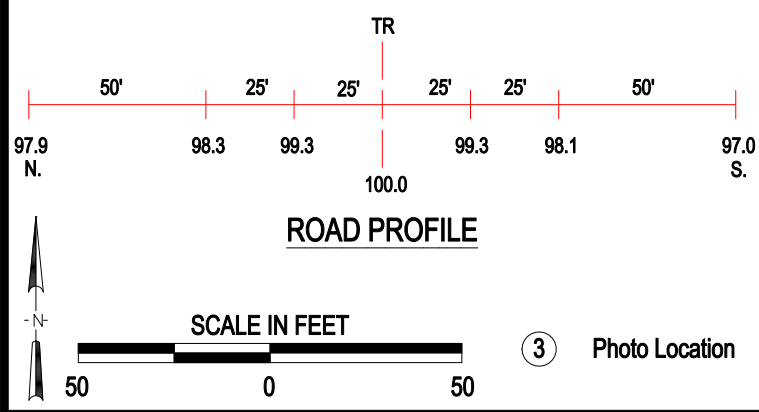 TR
50' 25' 25' 25' 25' 50'
97.9 98.3 99.3 99.3 98.1 97.0
N. S.
100.0
ROAD PROFILE
-N-
SCALE IN FEET
50 0 50
3 Photo Location